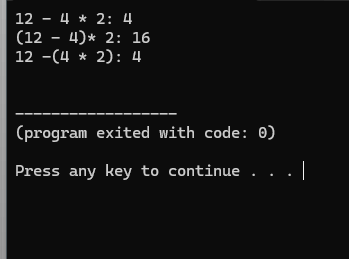 12 - 4 * 2: 4
(12 - 4)* 2: 16
12 -(4 * 2): 4
------------------
(program exited with code: 0)
Press any key to continue . . .